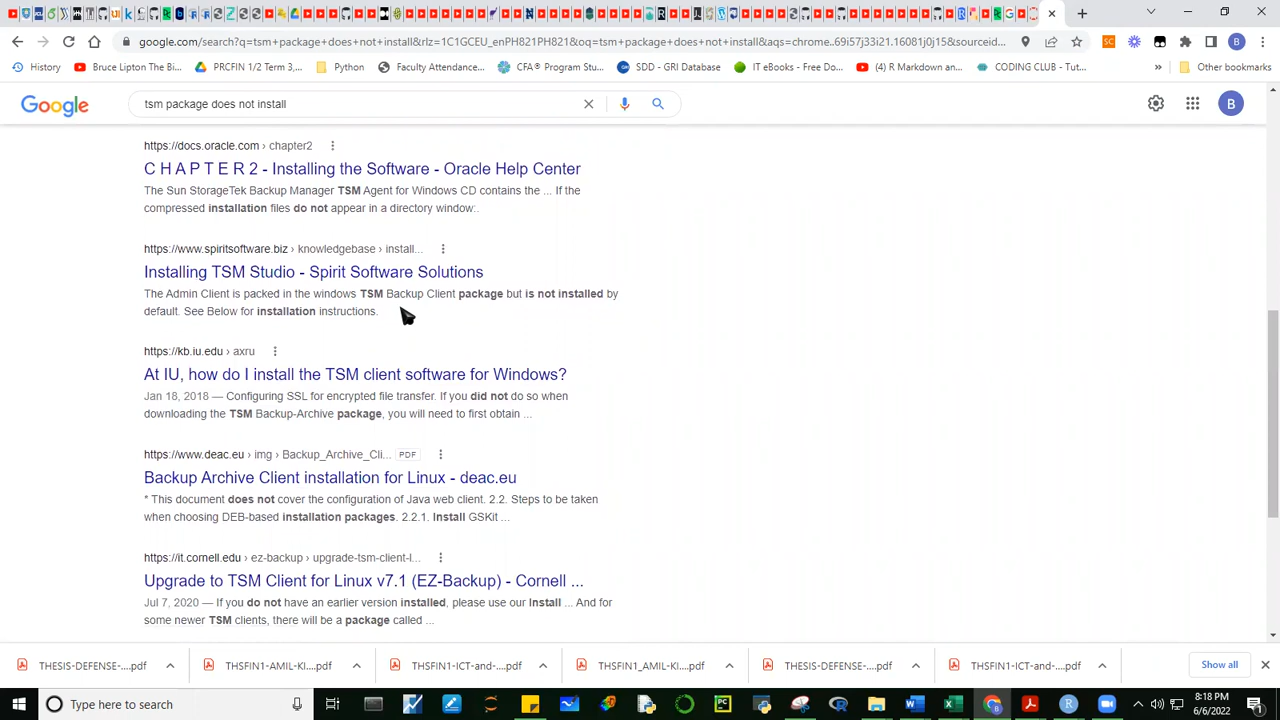 google.com/search?q=tsm+package+does+not+install&rlz=1C1GCEU_enPH821PH821&oq=tsm+package+does+not+install&aqs=chrome..69i57j33i21.16081j0j15&sourceid...
B
History
Bruce Lipton The Bi...
PRCFIN 1/2 Term 3,...
Python
Faculty Attendance...
CFA® Program Stu...
SDD - GRI Database
IT eBooks - Free Do...
(4) R Markdown an...
CODING CLUB - Tut...
»
Other bookmarks
Google
tsm package does not install
B
https://docs.oracle.com › chapter2
C H A P T E R 2 - Installing the Software - Oracle Help Center
The Sun StorageTek Backup Manager TSM Agent for Windows CD contains the ... If the
compressed installation files do not appear in a directory window:.
https://www.spiritsoftware.biz › knowledgebase › install...
Installing TSM Studio - Spirit Software Solutions
The Admin Client is packed in the windows TSM Backup Client package but is not installed by
default. See Below for installation instructions.
https://kb.iu.edu › axru
At IU, how do I install the TSM client software for Windows?
Jan 18, 2018 — Configuring SSL for encrypted file transfer. If you did not do so when
downloading the TSM Backup-Archive package, you will need to first obtain ...
https://www.deac.eu › img › Backup_Archive_Cli... PDF
Backup Archive Client installation for Linux - deac.eu
* This document does not cover the configuration of Java web client. 2.2. Steps to be taken
when choosing DEB-based installation packages. 2.2.1. Install GSKit ...
https://it.cornell.edu › ez-backup › upgrade-tsm-client-l...
Upgrade to TSM Client for Linux v7.1 (EZ-Backup) - Cornell ...
Jul 7, 2020 — If you do not have an earlier version installed, please use our Install ... And for
some newer TSM clients, there will be a package called ...
THESIS-DEFENSE-....pdf
THSFIN1-AMIL-KI....pdf
THSFIN1-ICT-and-....pdf
THSFIN1_AMIL-KI....pdf
THESIS-DEFENSE-....pdf
THSFIN1-ICT-and-....pdf
Show all
Type here to search
8:18 PM
6/6/2022